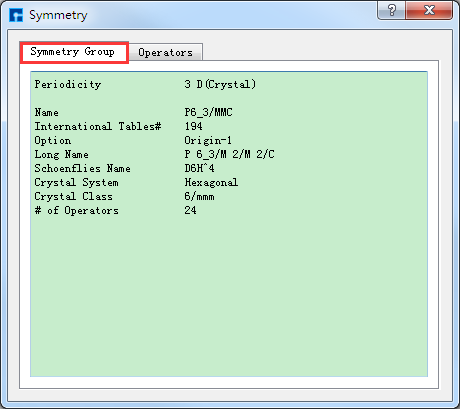 Symmetry
?
Symmetry Group Operators
Periodicity 3 D(Crystal)
Name P6_3/MMC
International Tables# 194
Option Origin-1
Long Name P 6_3/M 2/M 2/C
Schoenflies Name D6H^4
Crystal System Hexagonal
Crystal Class 6/mmm
# of Operators 24